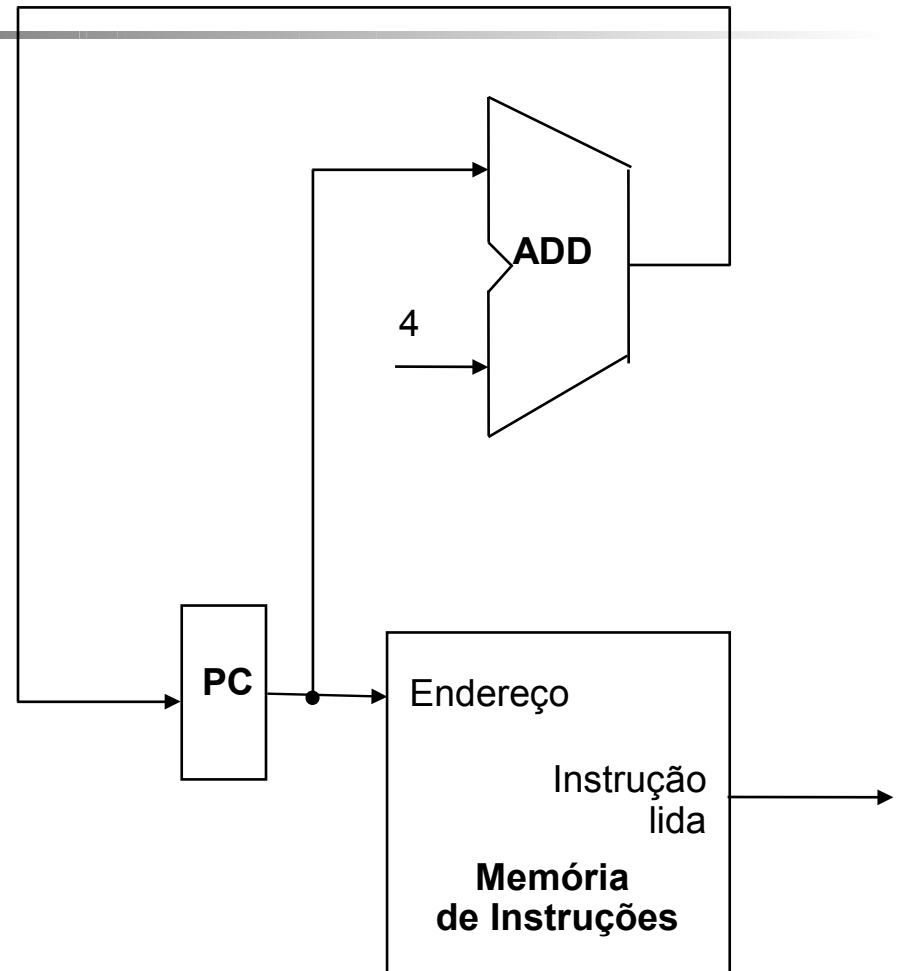 ADD
4
PC
Endereço
Instrução
lida
Memória
de Instruções